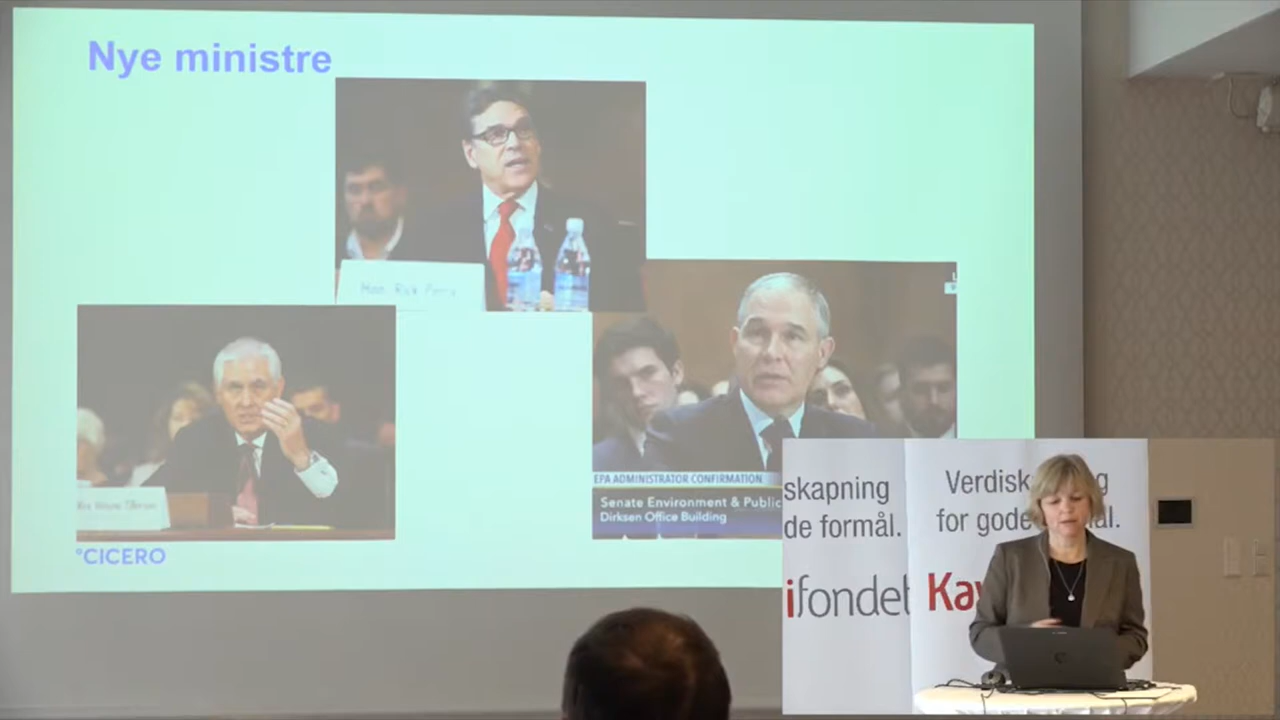 Nye ministre
Hon. Rick Perry
EPA ADMINISTRATOR CONFIRMATION
Senate Environment & Public
Dirksen Office Building
°CICERO
skapning
de formål.
ifondet
Verdisk
for gode
Kav